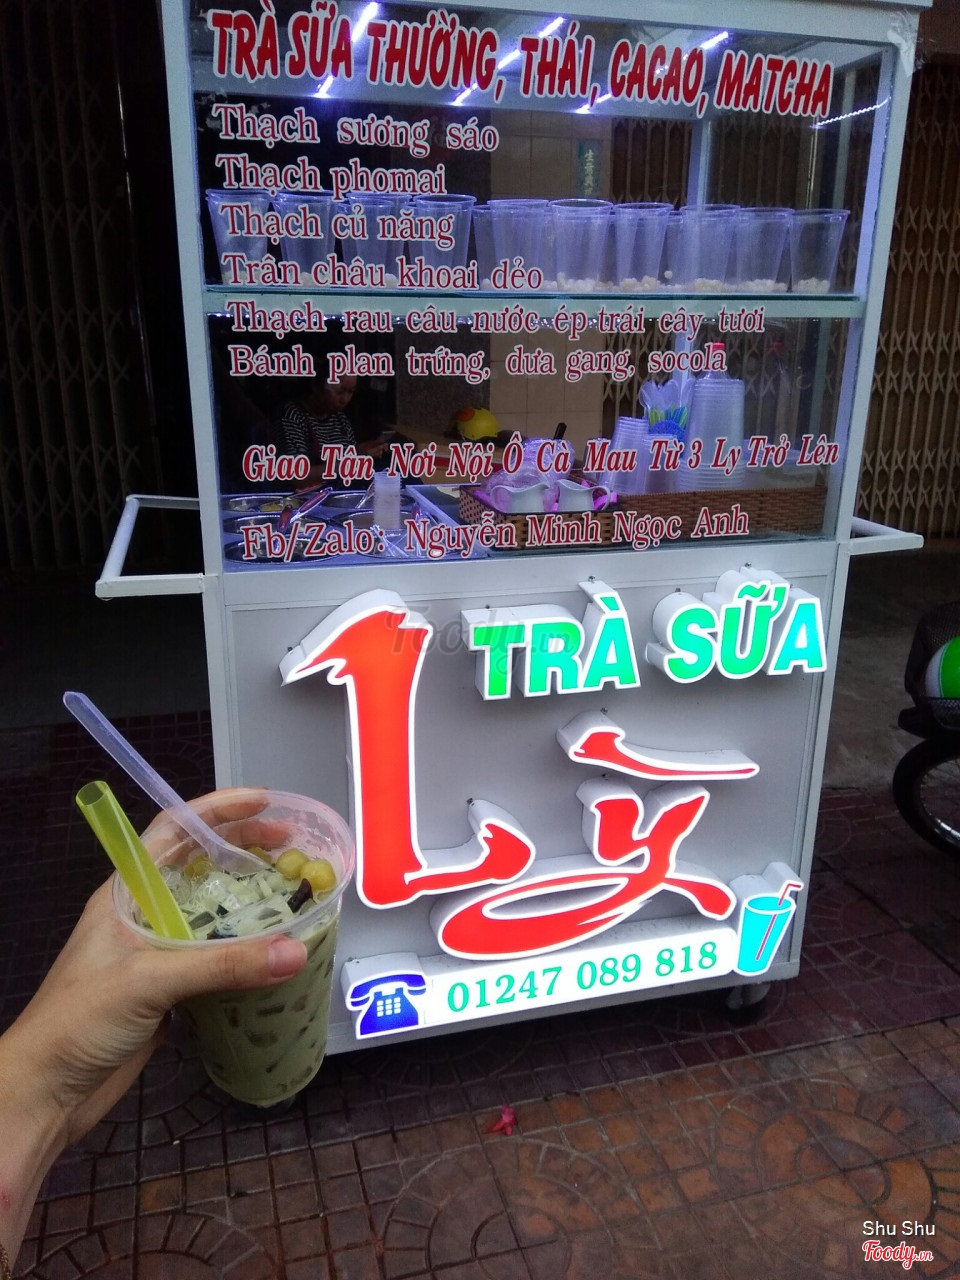 TRÀ SỮA THƯỜNG, THÁI, CACAO, MATCHA
Thạch sương sáo
Thạch phomai
Thạch củ năng
Trân châu khoai dẻo
Thạch rau câu nước ép trái cây tươi
Bánh plan trứng, dưa gang, socola
Giao Tận Nơi Nội Ô Cà Mau Từ 3 Ly Trở Lên
Fb/Zalo: Nguyễn Minh Ngọc Anh
TRÀ SỮA
Lỳ
Foody.vn
01247 089 818
Shu Shu
Foody.vn